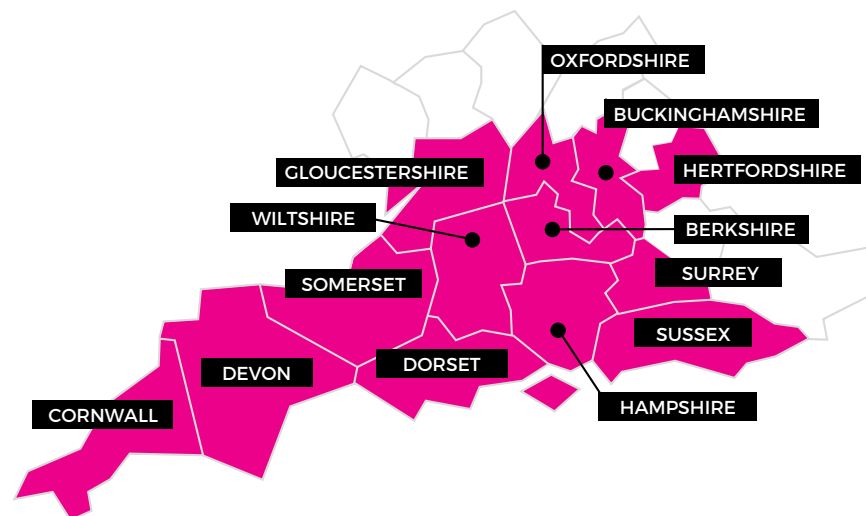 OXFORDSHIRE
BUCKINGHAMSHIRE
GLOUCESTERSHIRE
HERTFORDSHIRE
WILTSHIRE
BERKSHIRE
SOMERSET
SURREY
SUSSEX
DORSET
DEVON
CORNWALL
HAMPSHIRE